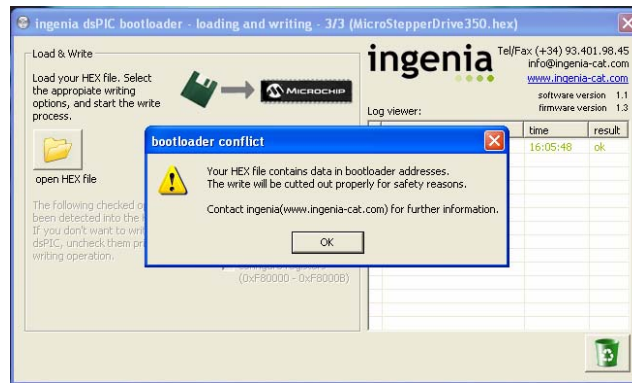 ingenia dsPIC bootloader - loading and writing - 3/3 (MicroStepperDrive350.hex)
Load & Write
Load your HEX file. Select
the appropiate writing
options, and start the write
process.
MICROCHIP
open HEX file
The following checked
been detected into the
If you don't want to
dsPIC, uncheck them
writing operation.
(0xF80000 - 0xF8000B)
ingenia
Tel/Fax (+34) 93.401.98.45
info@ingenia-cat.com
www.ingenia-cat.com
software version 1.1
firmware version 1.3
Log viewer:
time result
16:05:48 ok
bootloader conflict
Your HEX file contains data in bootloader addresses.
The write will be cutted out properly for safety reasons.
Contact ingenia(www.ingenia-cat.com) for further information.
OK